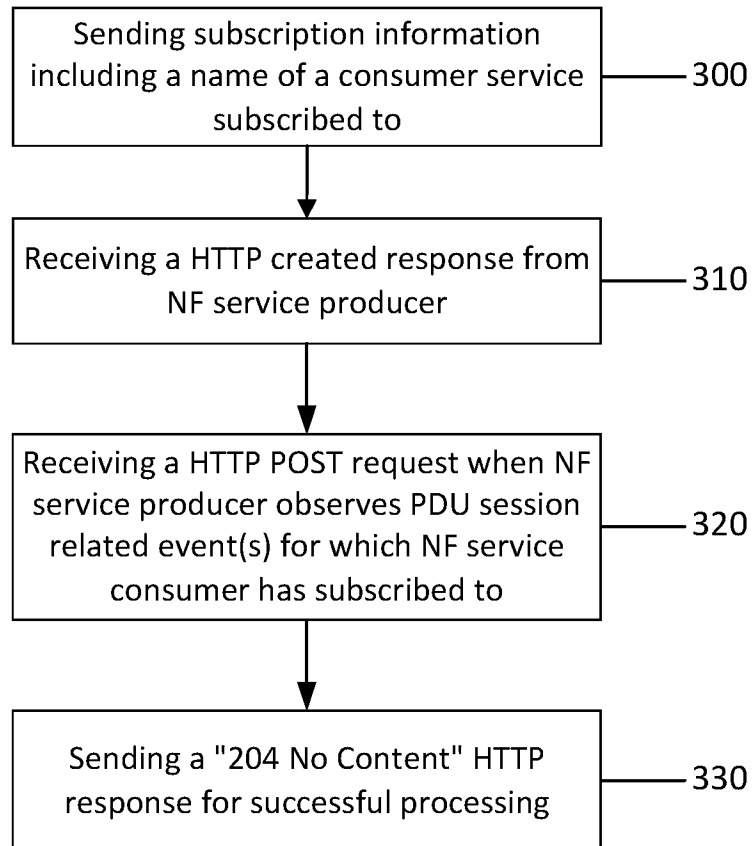 Sending subscription information
including a name of a consumer service
subscribed to
300
Receiving a HTTP created response from
NF service producer
310
Receiving a HTTP POST request when NF
service producer observes PDU session
related event(s) for which NF service
consumer has subscribed to
320
Sending a "204 No Content" HTTP
response for successful processing
330